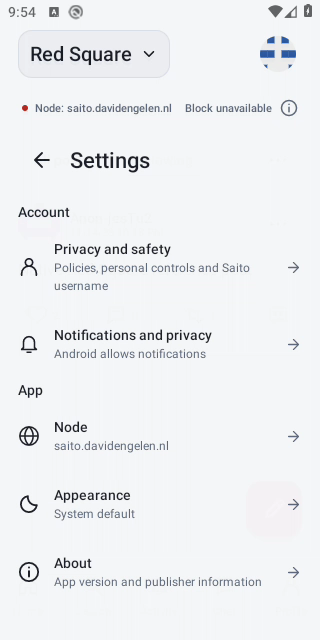 9:54
Red Square
Node: saito.davidengelen.nl Block unavailable
Settings
Account
Privacy and safety
Policies, personal controls and Saito
username
Notifications and privacy
Android allows notifications
App
Node
saito.davidengelen.nl
Appearance
System default
About
App version and publisher information